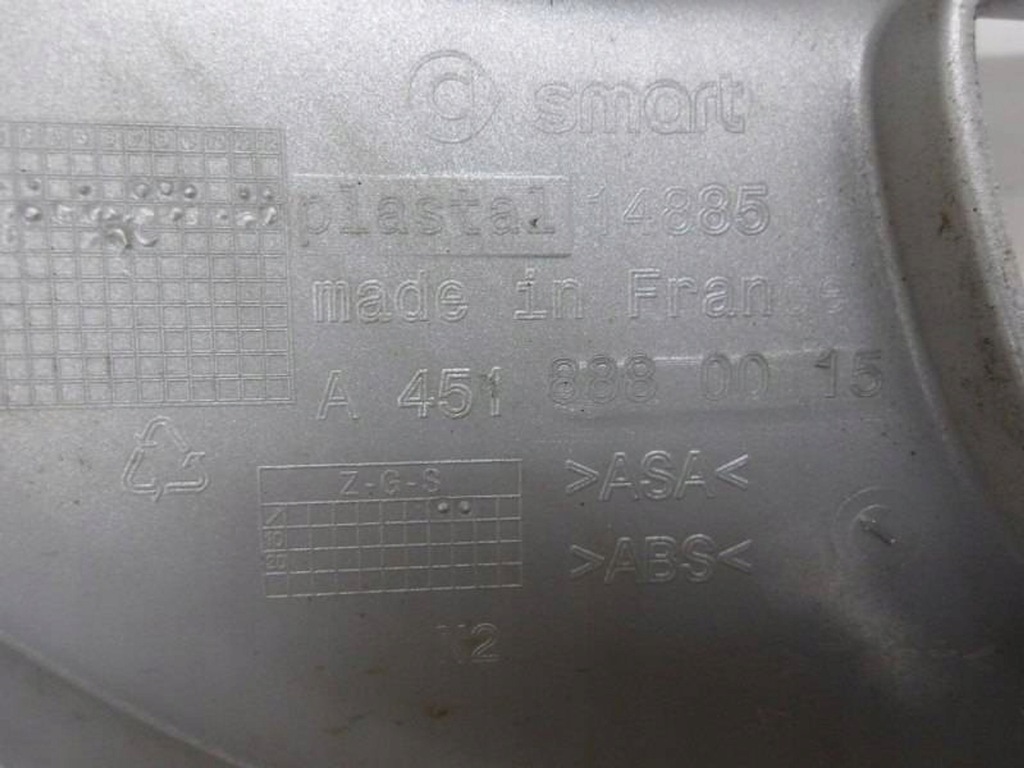 smart
plastal 14885
made in France
A 451 888 00 15
Z-G-S
>ASA<
>ABS<